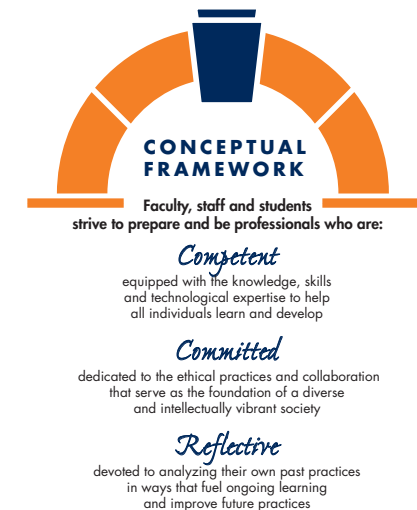 CONCEPTUAL
FRAMEWORK
Faculty, staff and students
strive to prepare and be professionals who are:
Competent
equipped with the knowledge, skills
and technological expertise to help
all individuals learn and develop
Committed
dedicated to the ethical practices and collaboration
that serve as the foundation of a diverse
and intellectually vibrant society
Reflective
devoted to analyzing their own past practices
in ways that fuel ongoing learning
and improve future practices